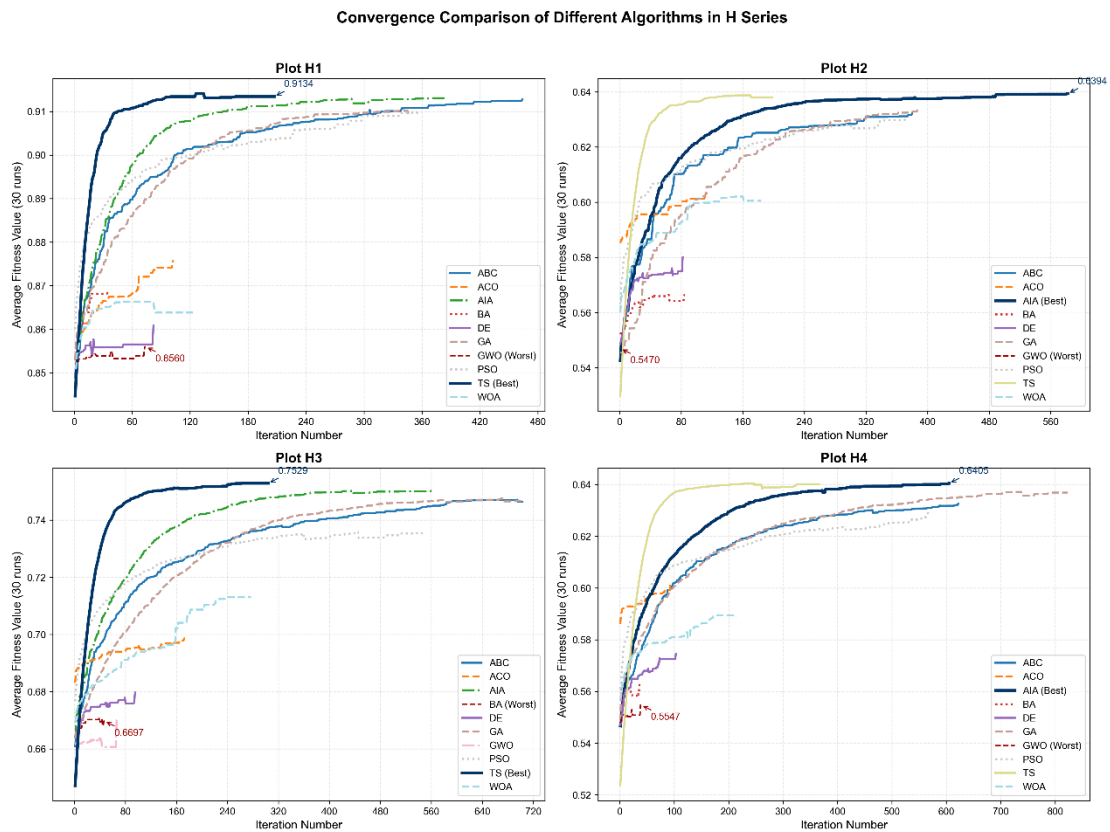 Convergence Comparison of Different Algorithms in H Series
Plot H1
0.9134
0.91
0.90
0.89
0.88
0.87
0.86
0.85
Average Fitness Value (30 runs)
0.8560
ABC
ACO
AIA
BA
DE
GA
GWO (Worst)
PSO
TS (Best)
WOA
0 60 120 180 240 300 360 420 480
Iteration Number
Plot H2
0.6394
0.64
0.62
0.60
0.58
0.56
0.54
Average Fitness Value (30 runs)
0.5470
ABC
ACO
AIA (Best)
BA
DE
GA
GWO (Worst)
PSO
TS
WOA
0 80 160 240 320 400 480 560
Iteration Number
Plot H3
0.7529
0.74
0.72
0.70
0.68
0.66
Average Fitness Value (30 runs)
0.6697
ABC
ACO
AIA
BA (Worst)
DE
GA
GWO
PSO
TS (Best)
WOA
0 80 160 240 320 400 480 560 640 720
Iteration Number
Plot H4
0.6405
0.64
0.62
0.60
0.58
0.56
0.54
0.52
Average Fitness Value (30 runs)
0.5547
ABC
ACO
AIA (Best)
BA
DE
GA
GWO (Worst)
PSO
TS
WOA
0 100 200 300 400 500 600 700 800
Iteration Number